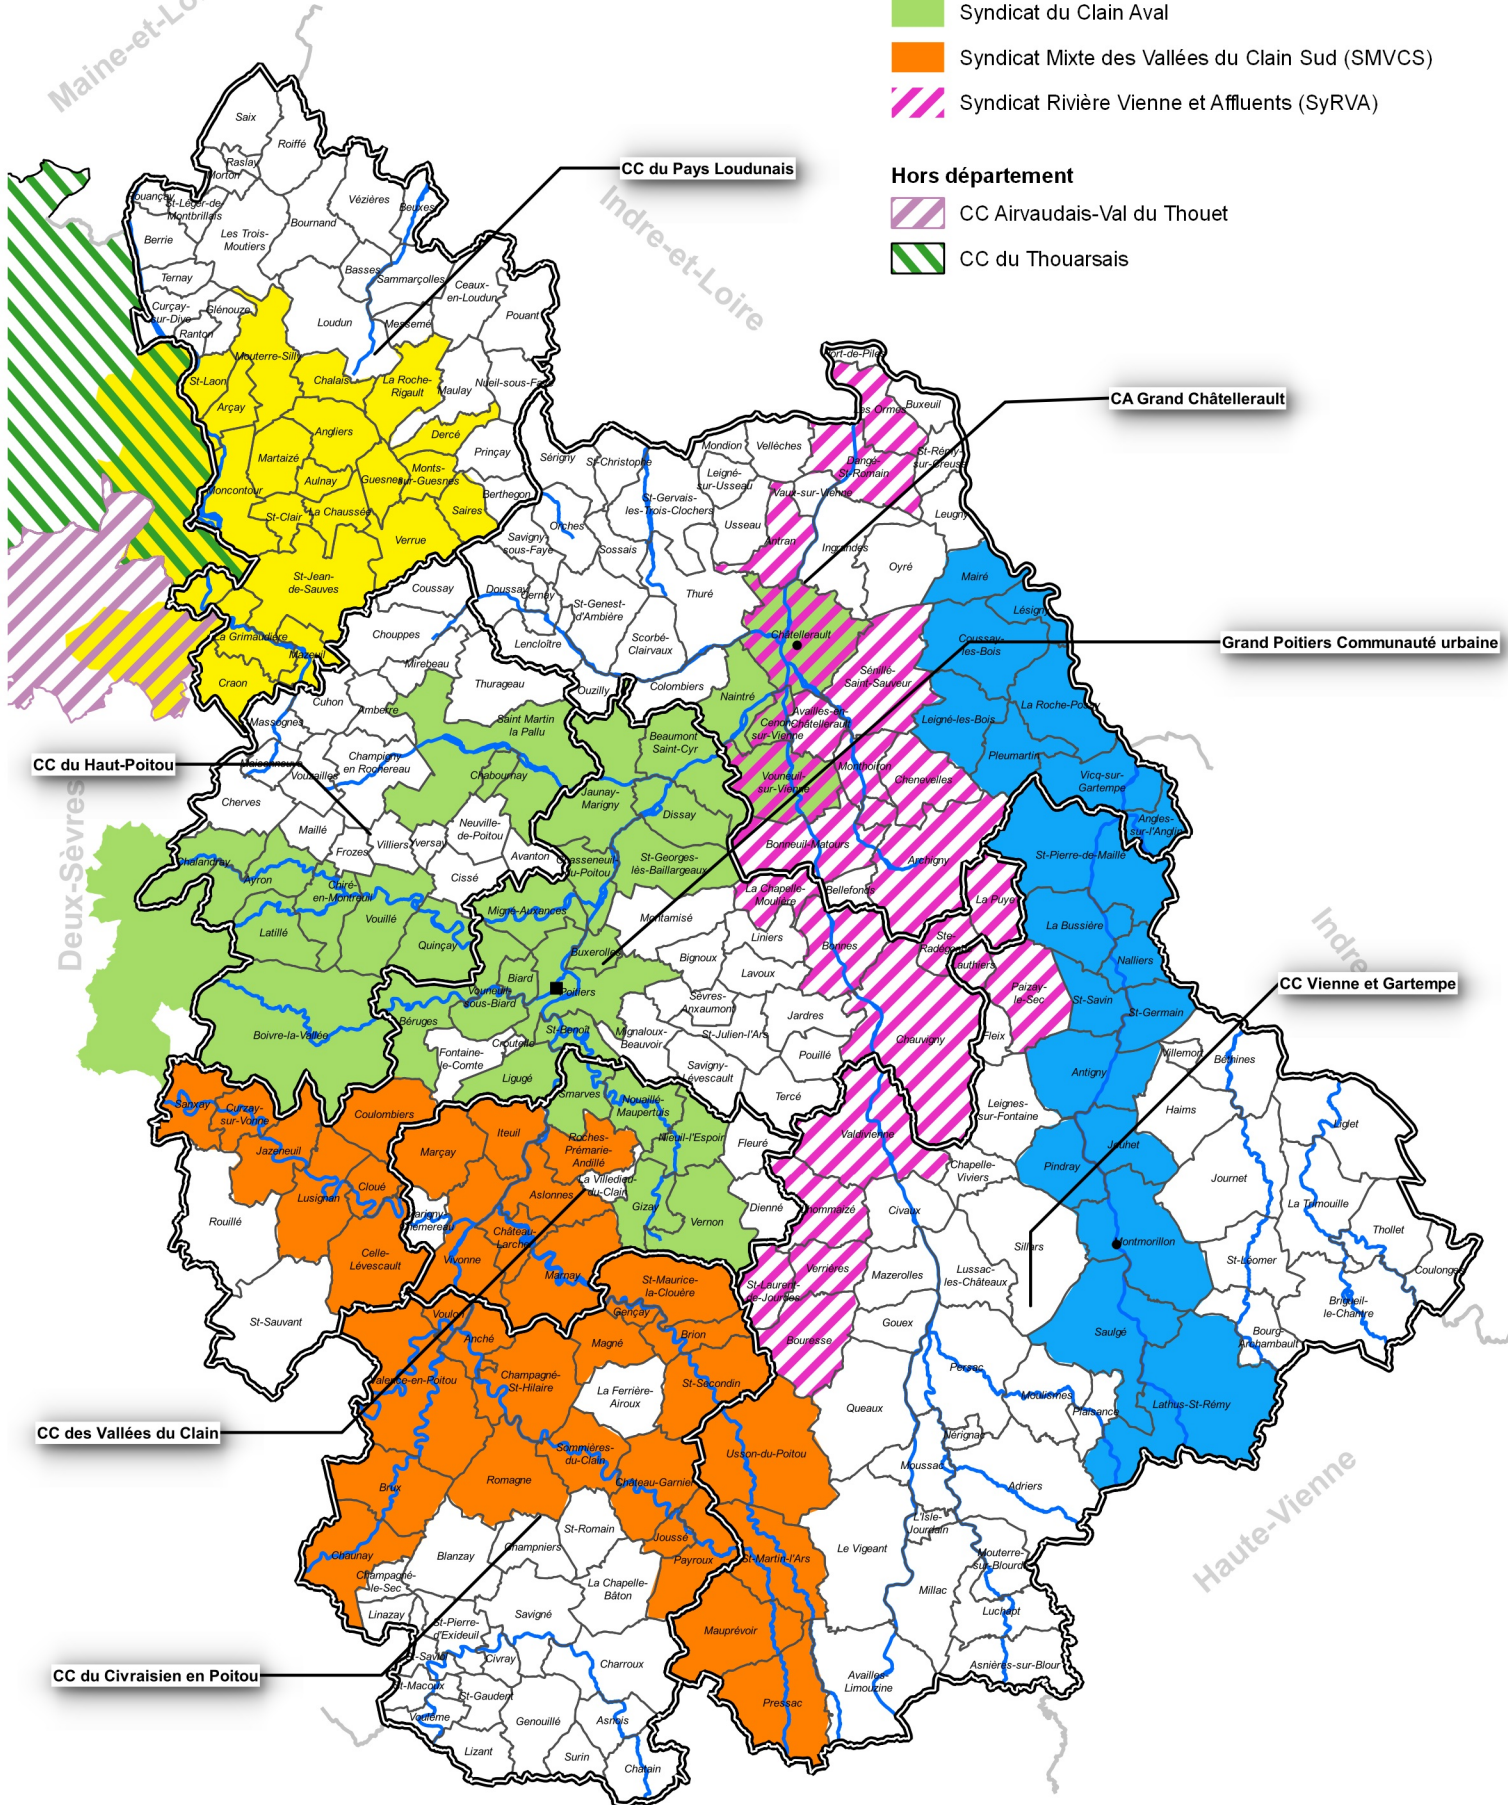 Maine-et-Loi
Syndicat du Clain Aval
Syndicat Mixte des Vallées du Clain Sud (SMVCS)
Syndicat Rivière Vienne et Affluents (SyRVA)
Hors département
CC Airvaudais-Val du Thouet
CC du Thouarsais
CC du Pays Loudunais
Indre-et-Loire
CA Grand Châtellerault
Grand Poitiers Communauté urbaine
CC du Haut-Poitou
Deux-Sèvres
Indre
CC Vienne et Gartempe
CC des Vallées du Clain
Haute-Vienne
CC du Civraisien en Poitou
Saix
Roiffé
Raslay
Morton
Pouançay
St-Léger-de-
Montbrillais
Vézières
Beuxes
Berrie
Les Trois-
Moutiers
Bournand
Ternay
Basses
Sammarçolles
Ceaux-
en-Loudun
Curçay-
sur-Dive
Glénouze
Ranton
Loudun
Messemé
Pouant
Mouterre-Silly
St-Laon
Chalais
La Roche-
Rigault
Maulay
Nueil-sous-Faye
Arçay
Angliers
Dercé
Prinçay
Martaizé
Monts-
sur-Guesnes
Guesnes
Aulnay
Moncontour
Berthegon
St-Clair
La Chaussée
Saires
Verrue
St-Jean-
de-Sauves
La Grimaudière
Mazeuil
Craon
Port-de-Piles
Les Ormes
Buxeuil
Mondion
Vellèches
Sérigny
St-Christophe
Leigné-
sur-Usseau
Dangé-
St-Romain
St-Rémy-
sur-Creuse
Vaux-sur-Vienne
St-Gervais-
les-Trois-Clochers
Usseau
Leugny
Orches
Savigny-
sous-Faye
Sossais
Antran
Ingrandes
Oyré
Mairé
Coussay
Doussay
Cernay
Thuré
St-Genest-
d'Ambière
Lésigny
Chouppes
Lencloître
Scorbé-
Clairvaux
Châtellerault
Coussay-
les-Bois
Mirebeau
Thurageau
Ouzilly
Colombiers
Naintré
Sénillé-
Saint-Sauveur
La Roche-Posay
Leigné-les-Bois
Cuhon
Amberre
Massognes
Saint Martin
la Pallu
Beaumont
Saint-Cyr
Cenon-
sur-Vienne
Availles-en-
Châtellerault
Pleumartin
Maisonneuve
Vouzailles
Champigny
en Rochereau
Chabournay
Vouneuil-
sur-Vienne
Monthoiron
Chenevelles
Vicq-sur-
Gartempe
Cherves
Jaunay-
Marigny
Dissay
Angles-
sur-l'Anglin
Maillé
Frozes
Villiers
Yversay
Neuville-
de-Poitou
Avanton
Cissé
Chasseneuil-
du-Poitou
St-Georges-
lès-Baillargeaux
Bonneuil-Matours
Archigny
St-Pierre-de-Maillé
Chalandray
Ayron
Chiré-
en-Montreuil
Vouillé
Latillé
Quinçay
Migné-Auxances
Montamisé
La Chapelle-
Moulière
Bellefonds
La Puye
La Bussière
Buxerolles
Bignoux
Liniers
Lavoux
Bonnes
Ste-
Radégonde
Lauthiers
Nalliers
Paizay-
le-Sec
St-Savin
St-Germain
Biard
Vouneuil-
sous-Biard
Poitiers
Sèvres-
Anxaumont
Jardres
Boivre-la-Vallée
Béruges
St-Benoît
Mignaloux-
Beauvoir
St-Julien-l'Ars
Chauvigny
Fleix
Croutelle
Fontaine-
le-Comte
Pouillé
Savigny-
Lévescault
Villemort
Béthines
Antigny
Ligugé
Smarves
Nouaillé-
Maupertuis
Tercé
Leignes-
sur-Fontaine
Haims
Liglet
Sanxay
Curzay-
sur-Vonne
Coulombiers
Iteuil
Marçay
Roches-
Prémarie-
Andillé
Nieuil-l'Espoir
Fleuré
Valdivienne
Jouhet
Pindray
Jazeneuil
Lusignan
Cloué
Aslonnes
La Villedieu-
du-Clain
Gizay
Vernon
Dienné
Chapelle-
Viviers
Journet
La Trimouille
Rouillé
Marigny-
Chemereau
Château-
Larcher
Lhommaizé
Civaux
Sillars
Montmorillon
Thollet
Celle-
Lévescault
Vivonne
Marnay
St-Maurice-
la-Clouère
Verrières
Mazerolles
Lussac-
les-Châteaux
St-Léomer
Coulonges
St-Laurent-
de-Jourdes
Brigueil-
le-Chantre
St-Sauvant
Voulon
Anché
Gençay
Magné
Brion
Bouresse
Gouex
Saulgé
Bourg-
Archambault
Valence-en-Poitou
Champagné-
St-Hilaire
La Ferrière-
Airoux
St-Secondin
Persac
Moulismes
Plaisance
Lathus-St-Rémy
Queaux
Nérignac
Sommières-
du-Clain
Usson-du-Poitou
Moussac
Brux
Romagne
Château-Garnier
Adriers
L'Isle-
Jourdain
St-Romain
Joussé
Champniers
Blanzay
Chaunay
Payroux
St-Martin-l'Ars
Le Vigeant
Mouterre-
sur-Blourde
Champagné-
le-Sec
La Chapelle-
Bâton
Millac
Linazay
Savigné
St-Pierre-
d'Exideuil
Mauprévoir
Luchapt
St-Saviol
Civray
Charroux
Asnières-sur-Blour
Availles-
Limouzine
St-Macoux
St-Gaudent
Pressac
Voulême
Genouillé
Asnois
Lizant
Surin
Chatain